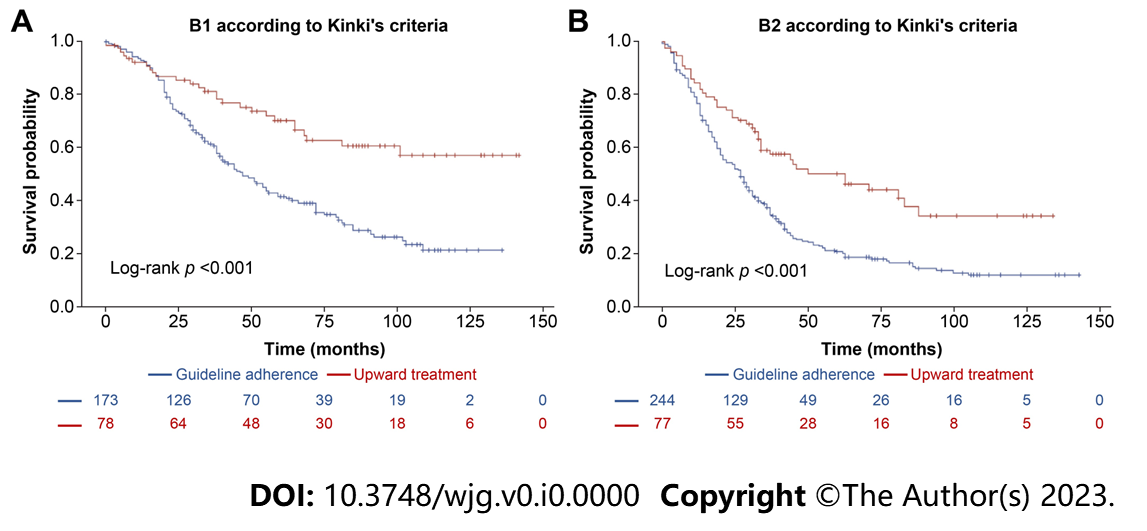 A
B1 according to Kinki's criteria
Survival probability
1.0
0.8
0.6
0.4
0.2
0.0
Log-rank p <0.001
0 25 50 75 100 125 150
Time (months)
Guideline adherence Upward treatment
173 126 70 39 19 2 0
78 64 48 30 18 6 0
B
B2 according to Kinki's criteria
Survival probability
1.0
0.8
0.6
0.4
0.2
0.0
Log-rank p <0.001
0 25 50 75 100 125 150
Time (months)
Guideline adherence Upward treatment
244 129 49 26 16 5 0
77 55 28 16 8 5 0
DOI: 10.3748/wjg.v0.i0.0000 Copyright ©The Author(s) 2023.